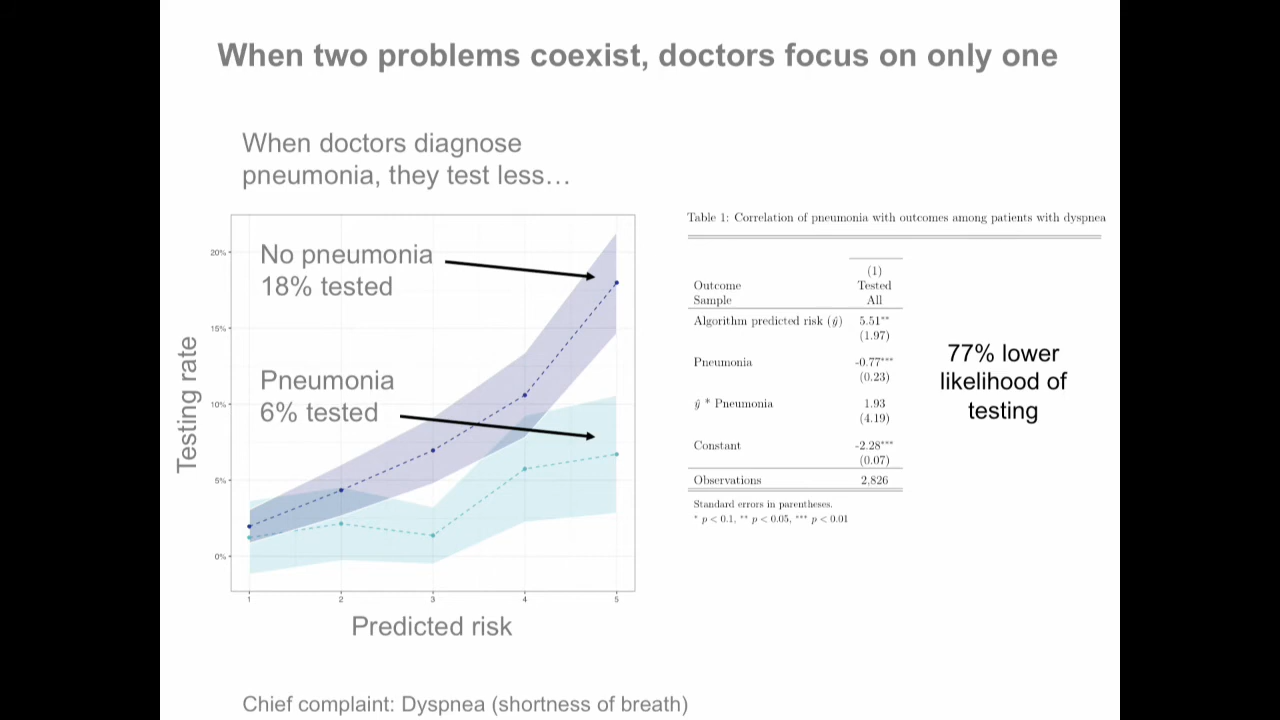 When two problems coexist, doctors focus on only one
When doctors diagnose
pneumonia, they test less…
Testing rate
20%
15%
10%
5%
0%
No pneumonia
18% tested
Pneumonia
6% tested
1 2 3 4 5
Predicted risk
Table 1: Correlation of pneumonia with outcomes among patients with dyspnea
(1)
Outcome Tested
Sample All
Algorithm predicted risk (ŷ) 5.51**
(1.97)
Pneumonia -0.77***
(0.23)
ŷ * Pneumonia 1.93
(4.19)
Constant -2.28***
(0.07)
Observations 2,826
Standard errors in parentheses.
* p < 0.1, ** p < 0.05, *** p < 0.01
77% lower
likelihood of
testing
Chief complaint: Dyspnea (shortness of breath)